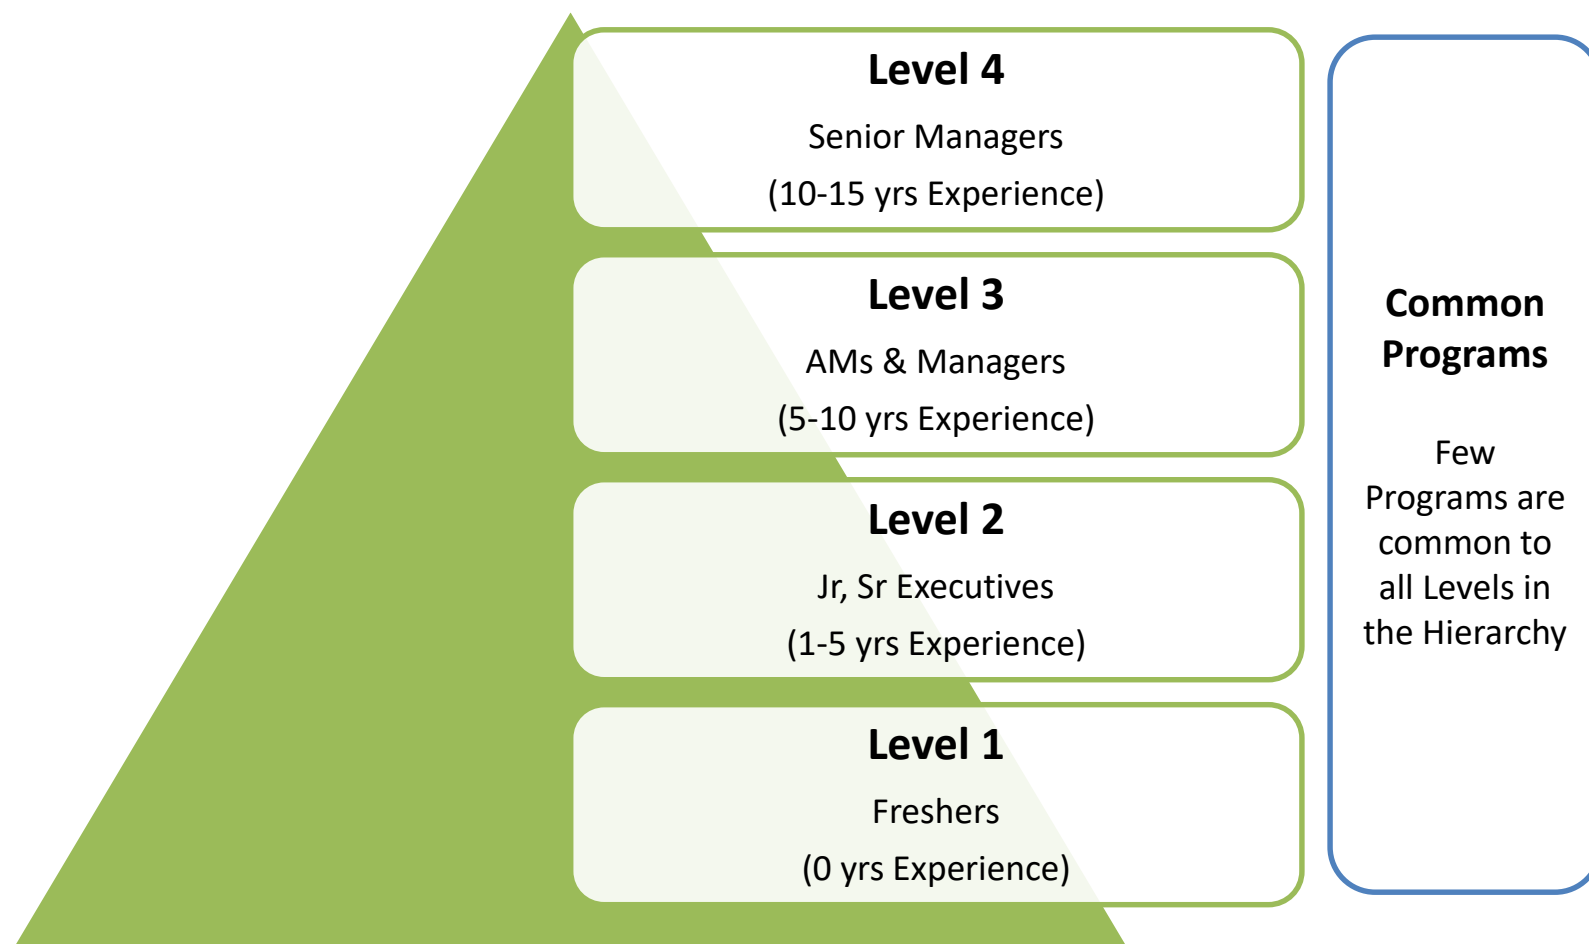 Level 4
Senior Managers
(10-15 yrs Experience)
Level 3
AMs & Managers
(5-10 yrs Experience)
Level 2
Jr, Sr Executives
(1-5 yrs Experience)
Level 1
Freshers
(0 yrs Experience)
Common
Programs
Few
Programs are
common to
all Levels in
the Hierarchy